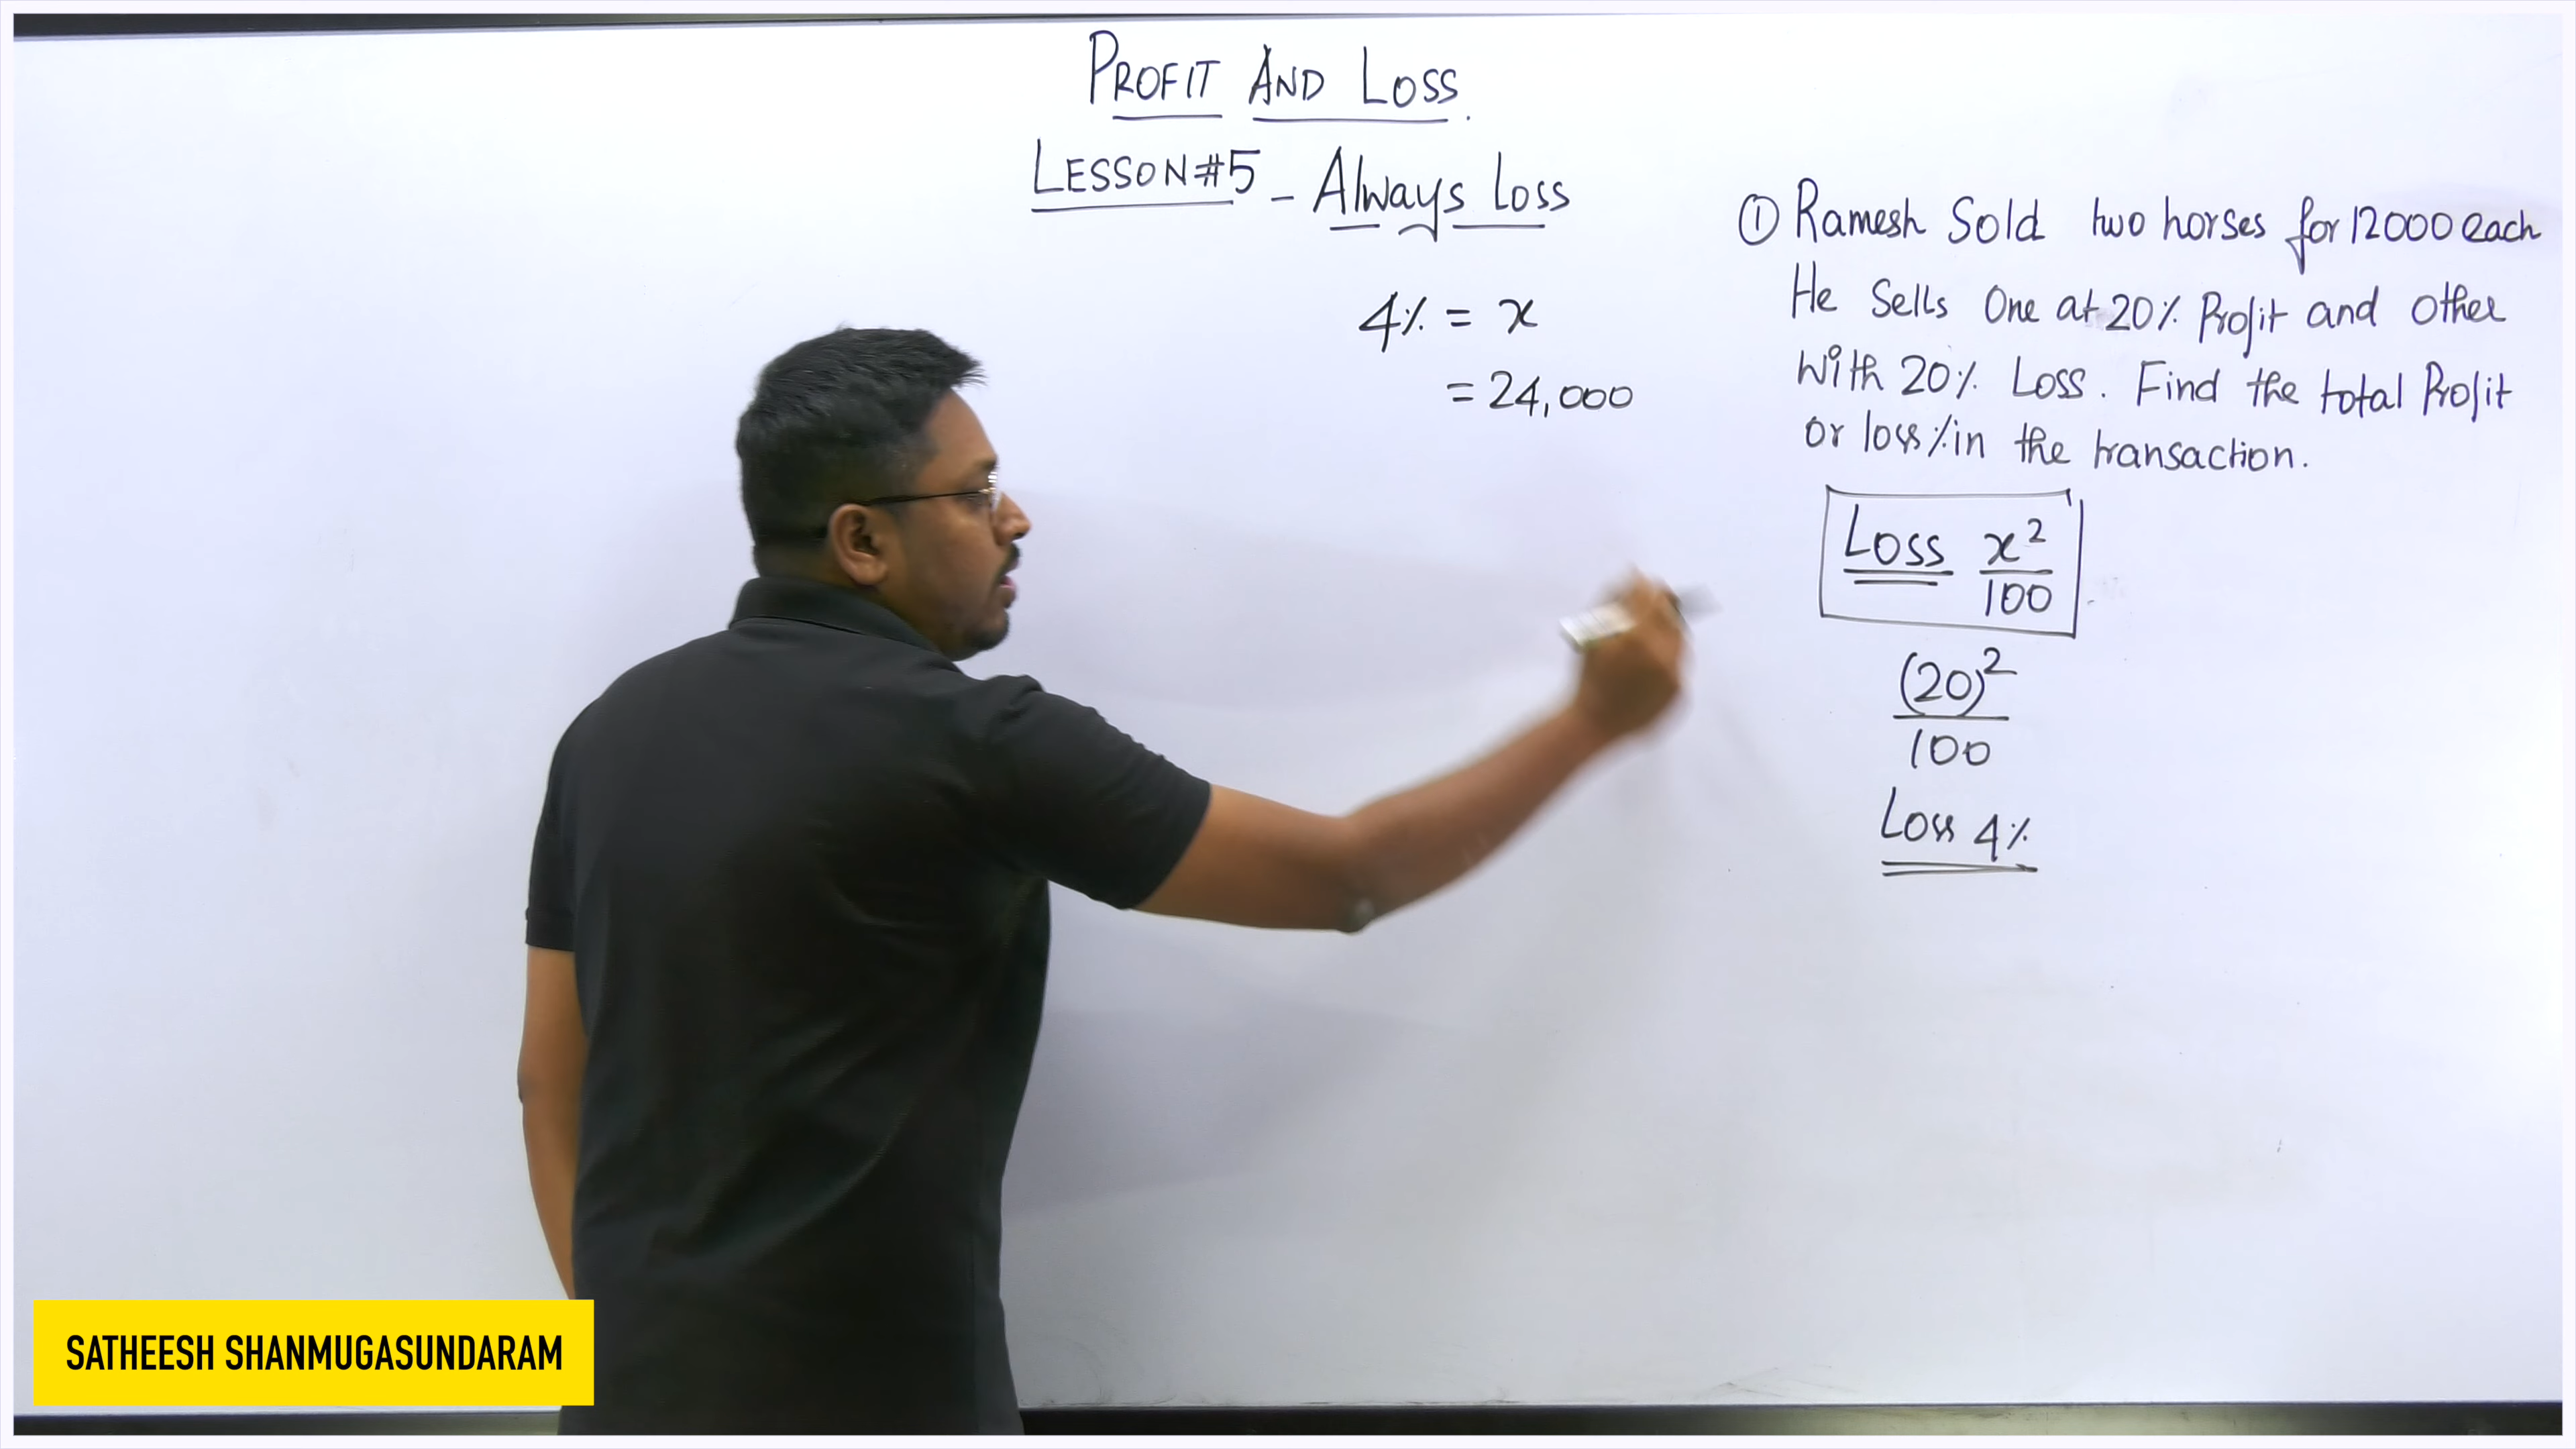 PROFIT AND LOSS.
LESSON#5 - Always Loss
4% = x
= 24,000
① Ramesh Sold two horses for 12000 each
He Sells One at 20% Profit and Other
With 20% Loss. Find the total Profit
or loss % in the transaction.
Loss x²/100
(20)²
100
Loss 4%
SATHEESH SHANMUGASUNDARAM